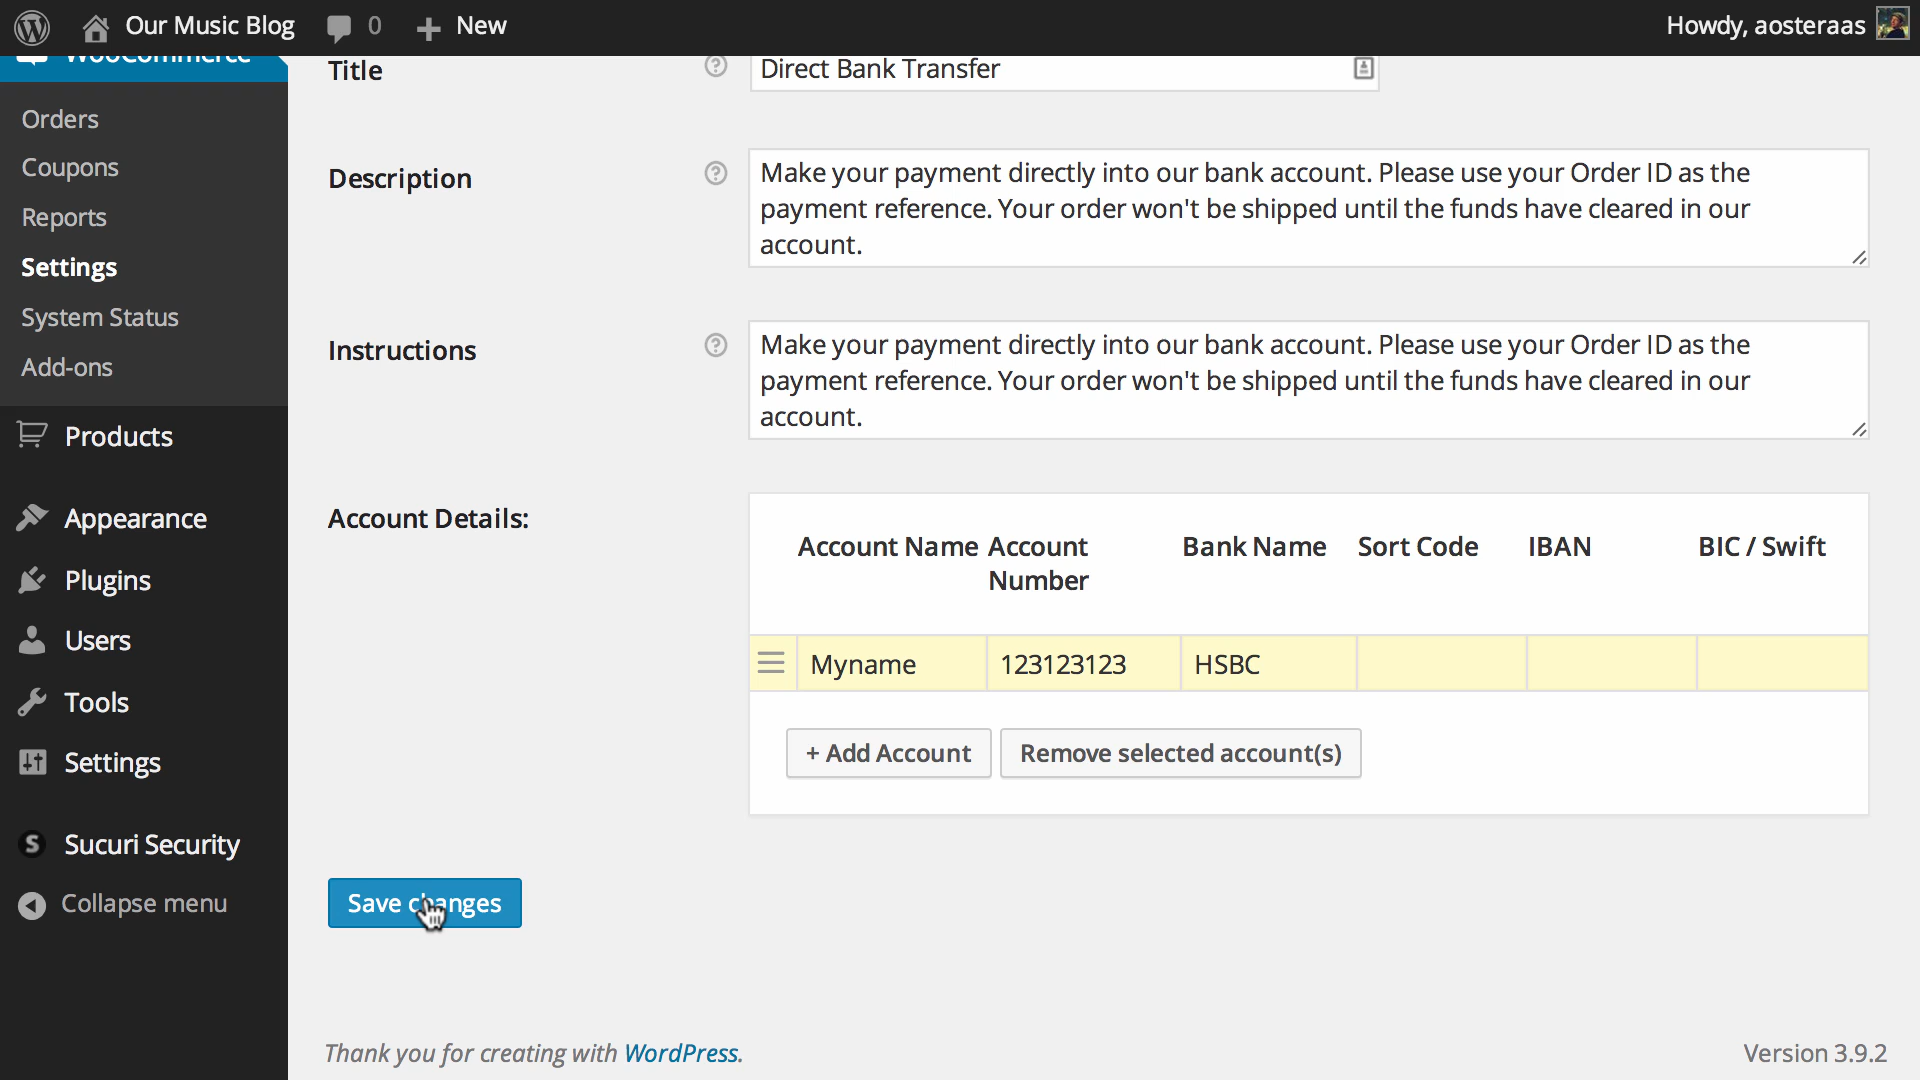 Our Music Blog 0 New Howdy, aosteraas
WooCommerce
Orders
Coupons
Reports
Settings
System Status
Add-ons
Products
Appearance
Plugins
Users
Tools
Settings
S Sucuri Security
Collapse menu
Title ? Direct Bank Transfer
Description ? Make your payment directly into our bank account. Please use your Order ID as the
payment reference. Your order won't be shipped until the funds have cleared in our
account.
Instructions ? Make your payment directly into our bank account. Please use your Order ID as the
payment reference. Your order won't be shipped until the funds have cleared in our
account.
Account Details:
Account Name Account Bank Name Sort Code IBAN BIC / Swift
Number
Myname 123123123 HSBC
+ Add Account Remove selected account(s)
Save changes
Thank you for creating with WordPress. Version 3.9.2